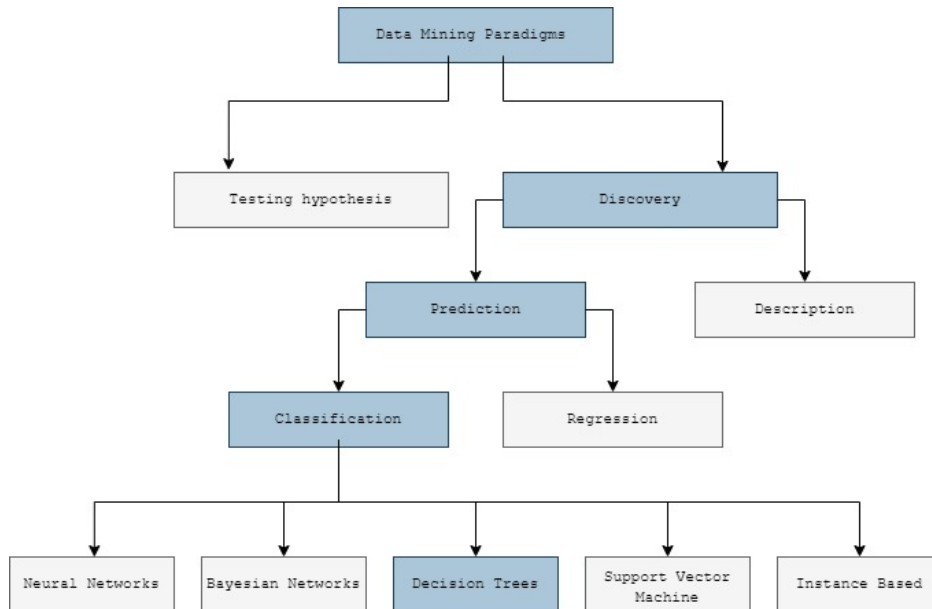 Data Mining Paradigms
Testing hypothesis
Discovery
Prediction
Description
Classification
Regression
Neural Networks
Bayesian Networks
Decision Trees
Support Vector
Machine
Instance Based